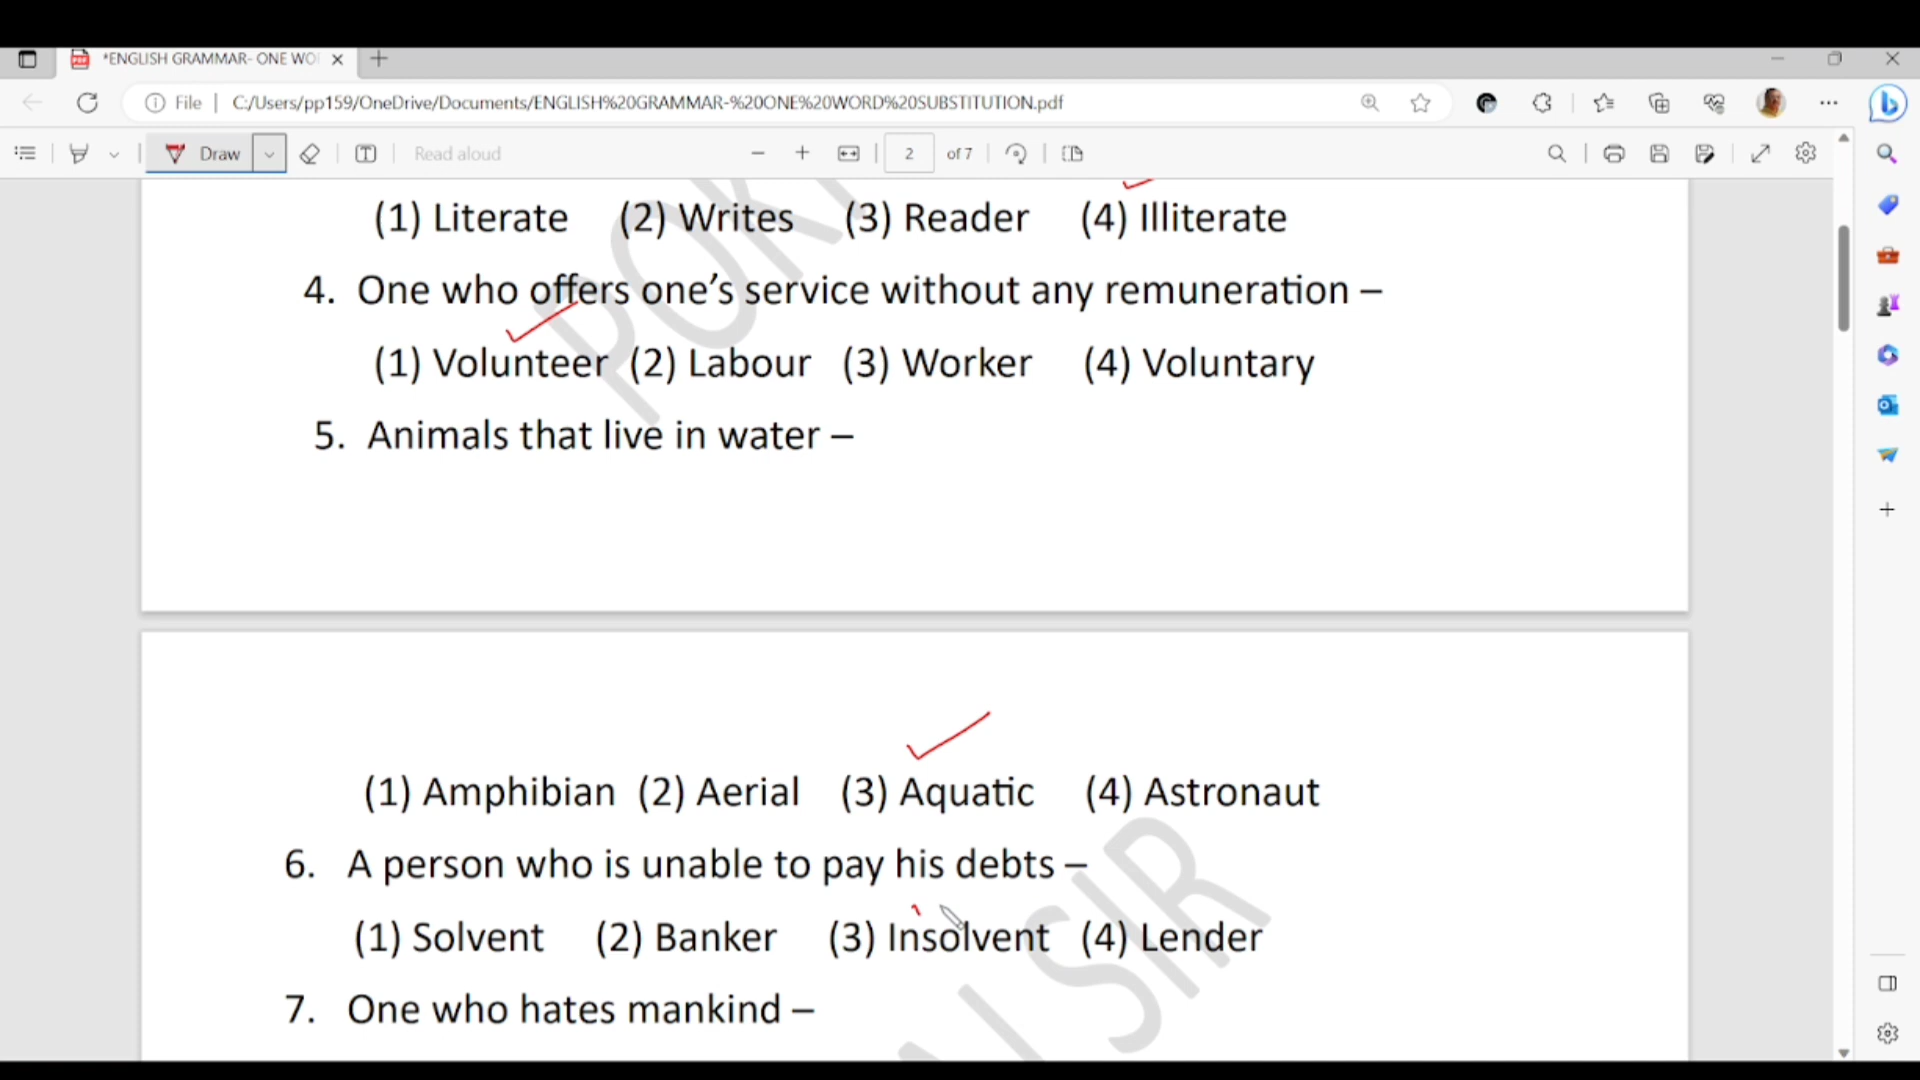 *ENGLISH GRAMMAR- ONE WO
File | C:/Users/pp159/OneDrive/Documents/ENGLISH%20GRAMMAR-%20ONE%20WORD%20SUBSTITUTION.pdf
Draw Read aloud 2 of 7
(1) Literate (2) Writes (3) Reader (4) Illiterate
4. One who offers one’s service without any remuneration –
(1) Volunteer (2) Labour (3) Worker (4) Voluntary
5. Animals that live in water –
(1) Amphibian (2) Aerial (3) Aquatic (4) Astronaut
6. A person who is unable to pay his debts –
(1) Solvent (2) Banker (3) Insolvent (4) Lender
7. One who hates mankind –
SIR